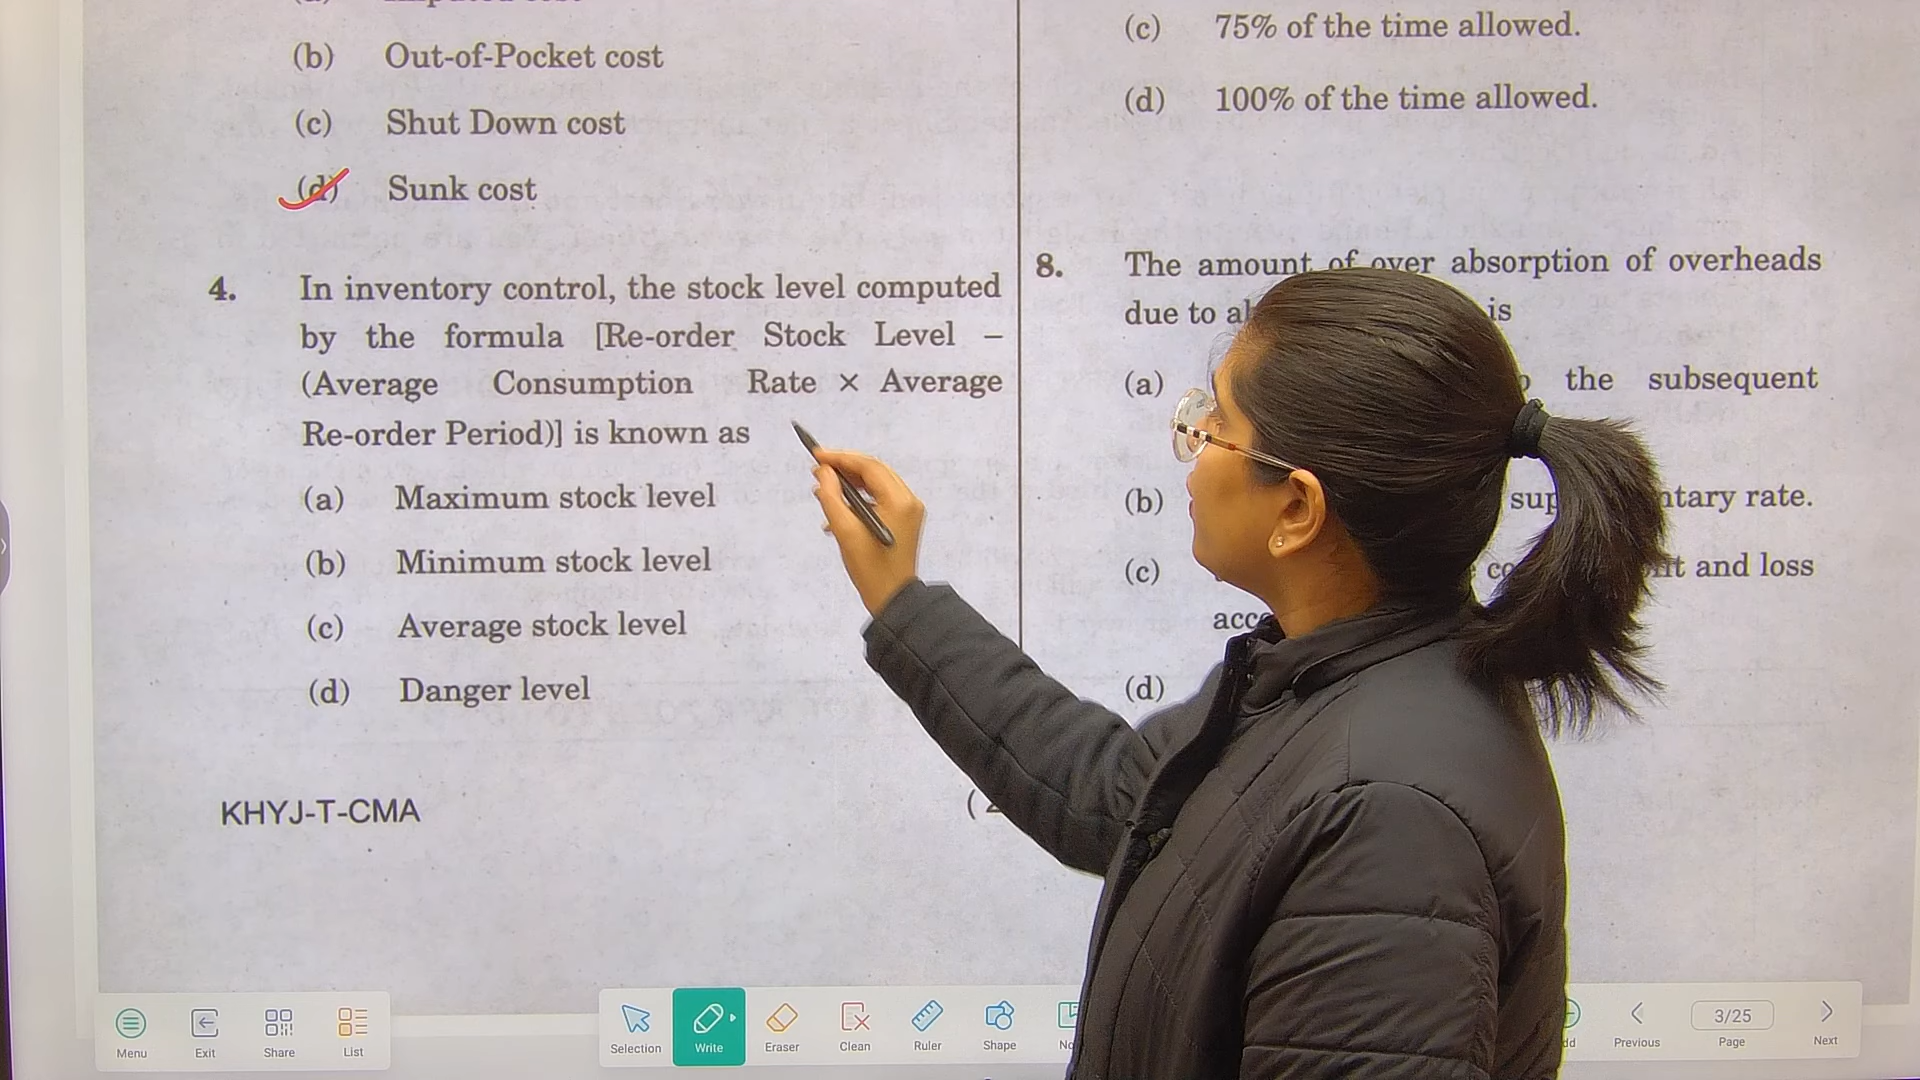 (b) Out-of-Pocket cost
(c) Shut Down cost
(d) Sunk cost
4. In inventory control, the stock level computed
by the formula [Re-order Stock Level –
(Average Consumption Rate × Average
Re-order Period)] is known as
(a) Maximum stock level
(b) Minimum stock level
(c) Average stock level
(d) Danger level
KHYJ-T-CMA
(c) 75% of the time allowed.
(d) 100% of the time allowed.
8. The amount of over absorption of overheads
due to is
(a) the subsequent
(b) rate.
(c) and loss
(d)
Menu
Exit
Share
List
Selection
Write
Eraser
Clean
Ruler
Shape
Previous
3/25
Page
Next